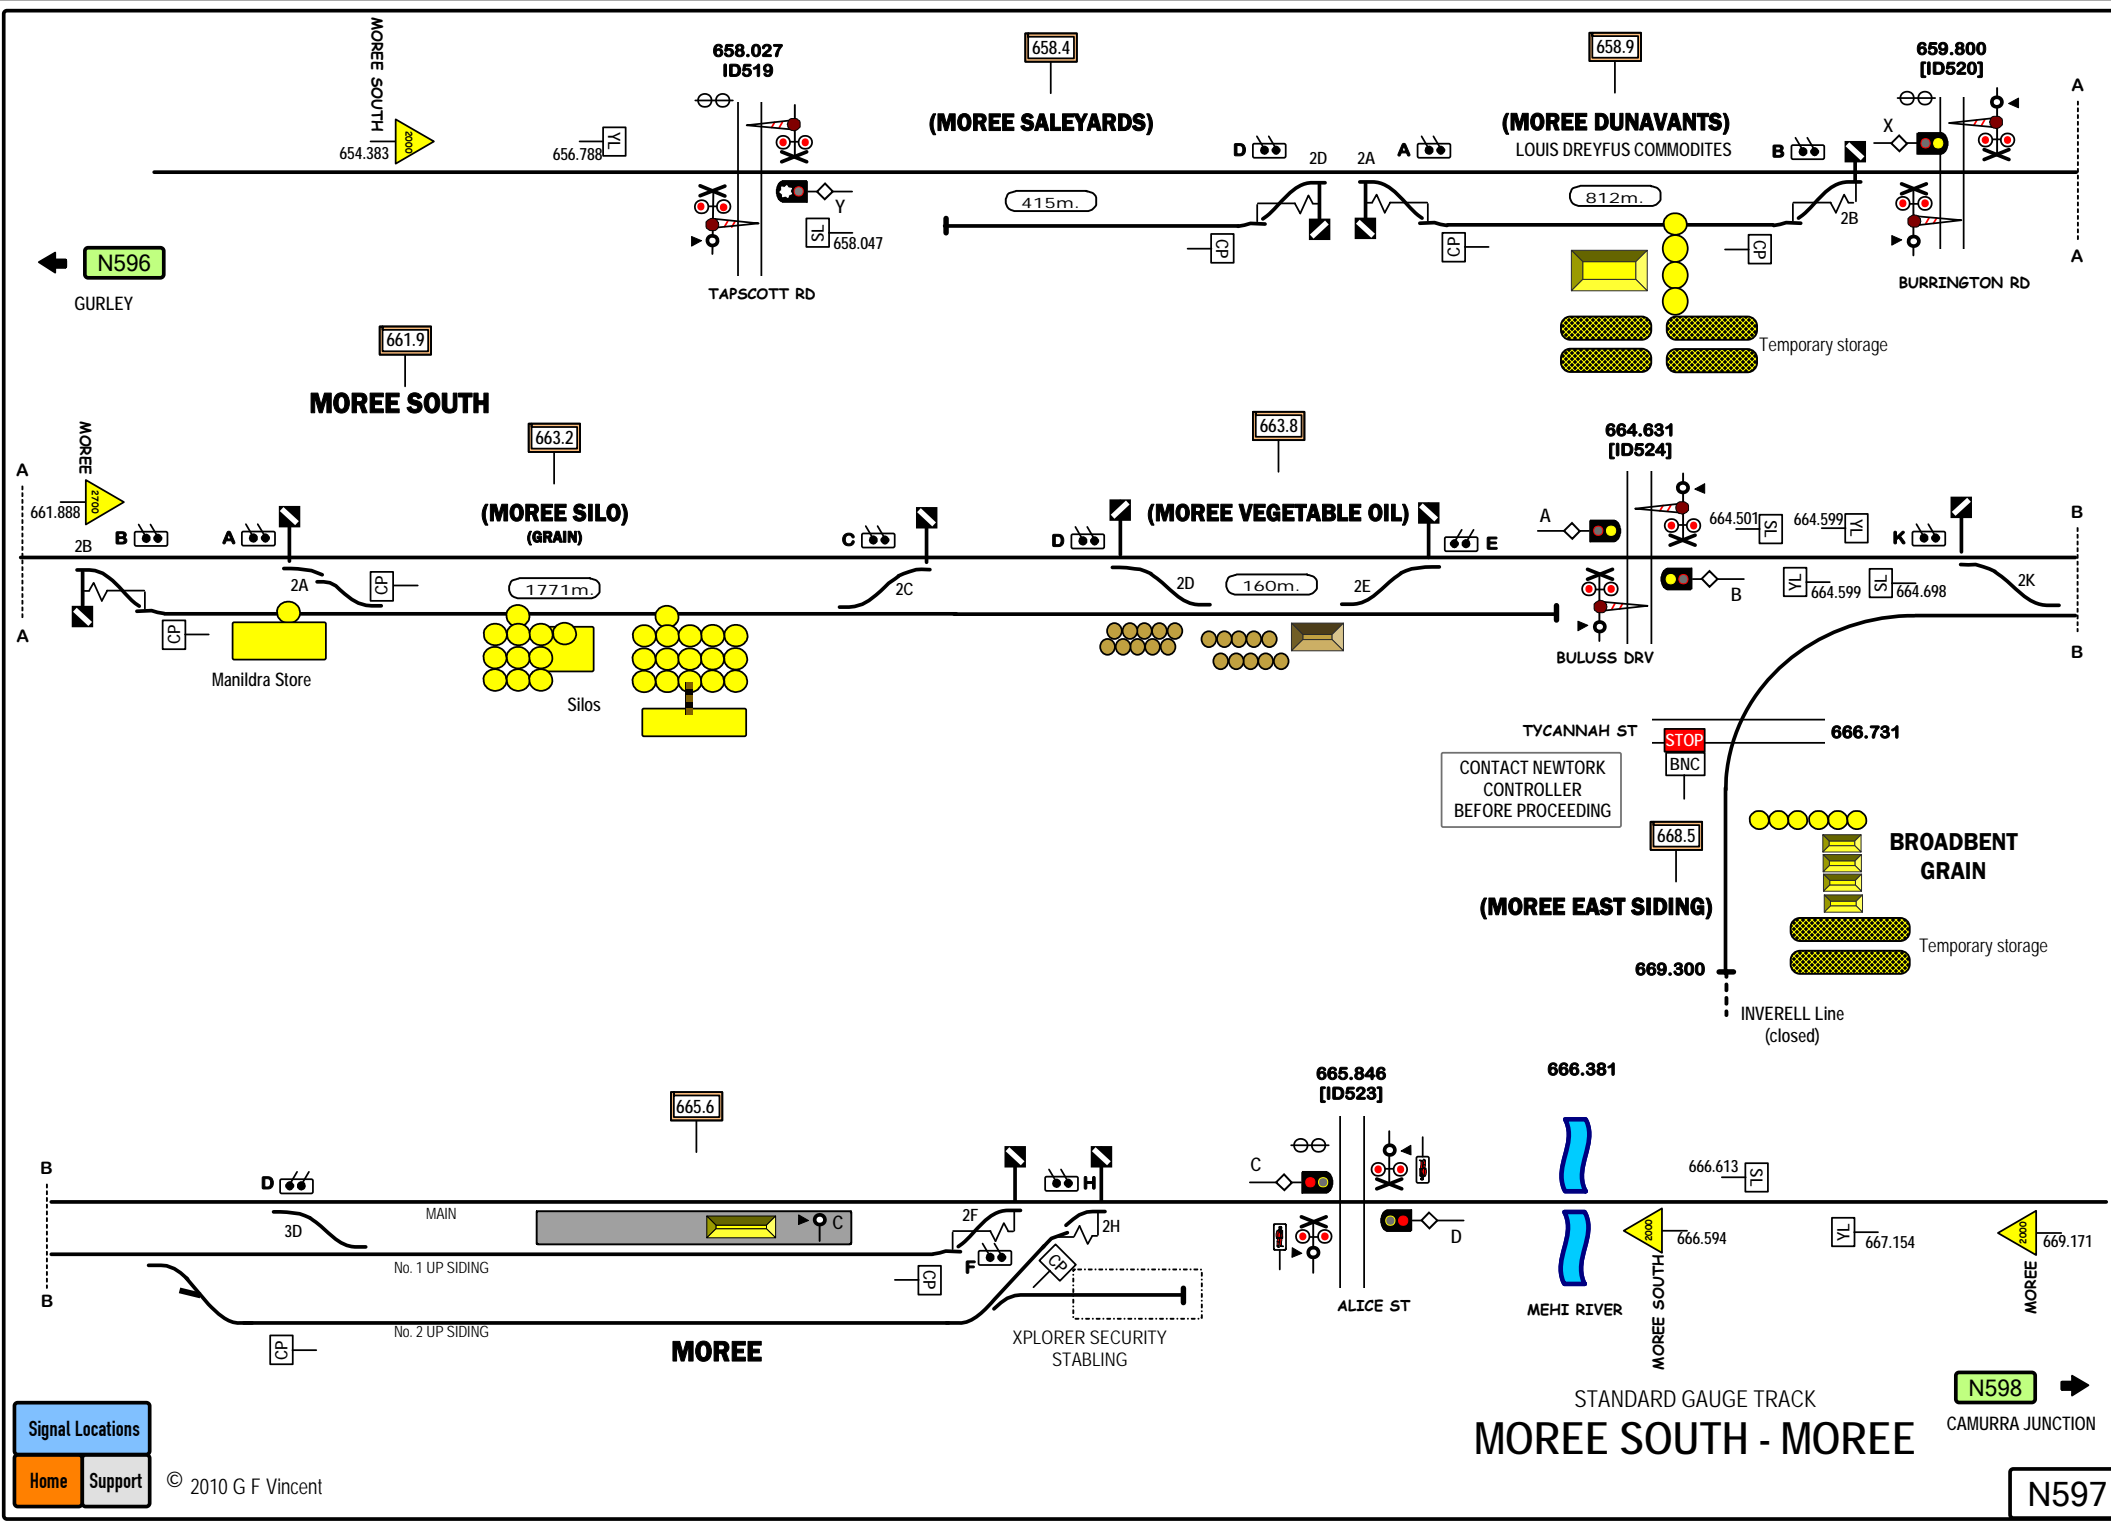 MOREE SOUTH
2000
654.383
656.788
YL
658.027
ID519
Y
SL
658.047
TAPSCOTT RD
658.4
(MOREE SALEYARDS)
D
2D
415m.
CP
658.9
(MOREE DUNAVANTS)
LOUIS DREYFUS COMMODITES
2A
A
812m.
CP
CP
B
2B
Temporary storage
659.800
[ID520]
X
BURRINGTON RD
A
A
N596
GURLEY
661.9
MOREE SOUTH
A
A
MOREE
2700
661.888
2B
B
A
2A
CP
CP
663.2
(MOREE SILO)
(GRAIN)
1771m.
Manildra Store
Silos
C
2C
663.8
(MOREE VEGETABLE OIL)
D
2D
160m.
2E
E
664.631
[ID524]
A
B
BULUSS DRV
664.501
SL
664.599
YL
YL
664.599
SL
664.698
K
2K
B
B
TYCANNAH ST
666.731
STOP
BNC
CONTACT NEWTORK
CONTROLLER
BEFORE PROCEEDING
668.5
(MOREE EAST SIDING)
BROADBENT
GRAIN
Temporary storage
669.300
INVERELL Line
(closed)
B
B
D
3D
MAIN
No. 1 UP SIDING
No. 2 UP SIDING
CP
665.6
C
MOREE
2F
F
CP
H
2H
CP
XPLORER SECURITY
STABLING
665.846
[ID523]
C
D
ALICE ST
666.381
MEHI RIVER
666.613
SL
2000
666.594
MOREE SOUTH
YL
667.154
2000
669.171
MOREE
STANDARD GAUGE TRACK
MOREE SOUTH - MOREE
N598
CAMURRA JUNCTION
Signal Locations
Home
Support
© 2010 G F Vincent
N597